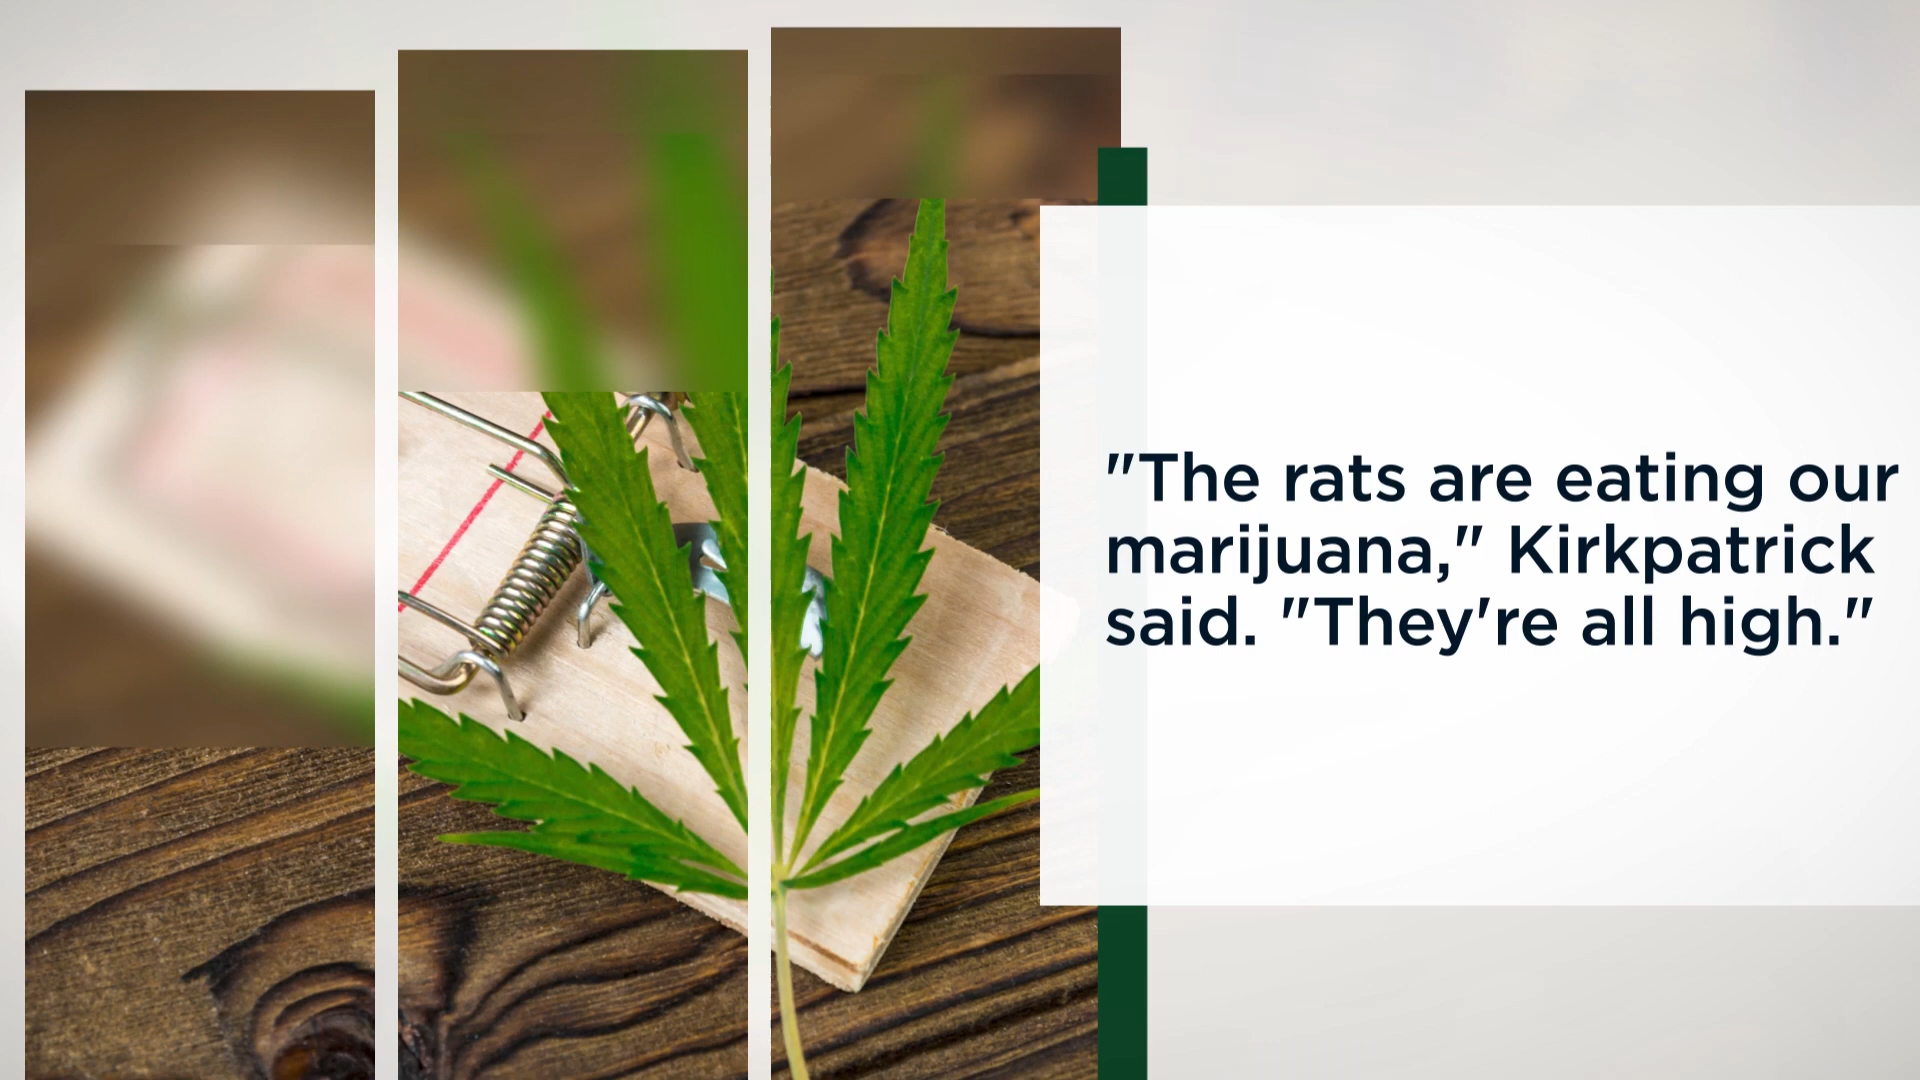 "The rats are eating our
marijuana," Kirkpatrick
said. "They're all high."